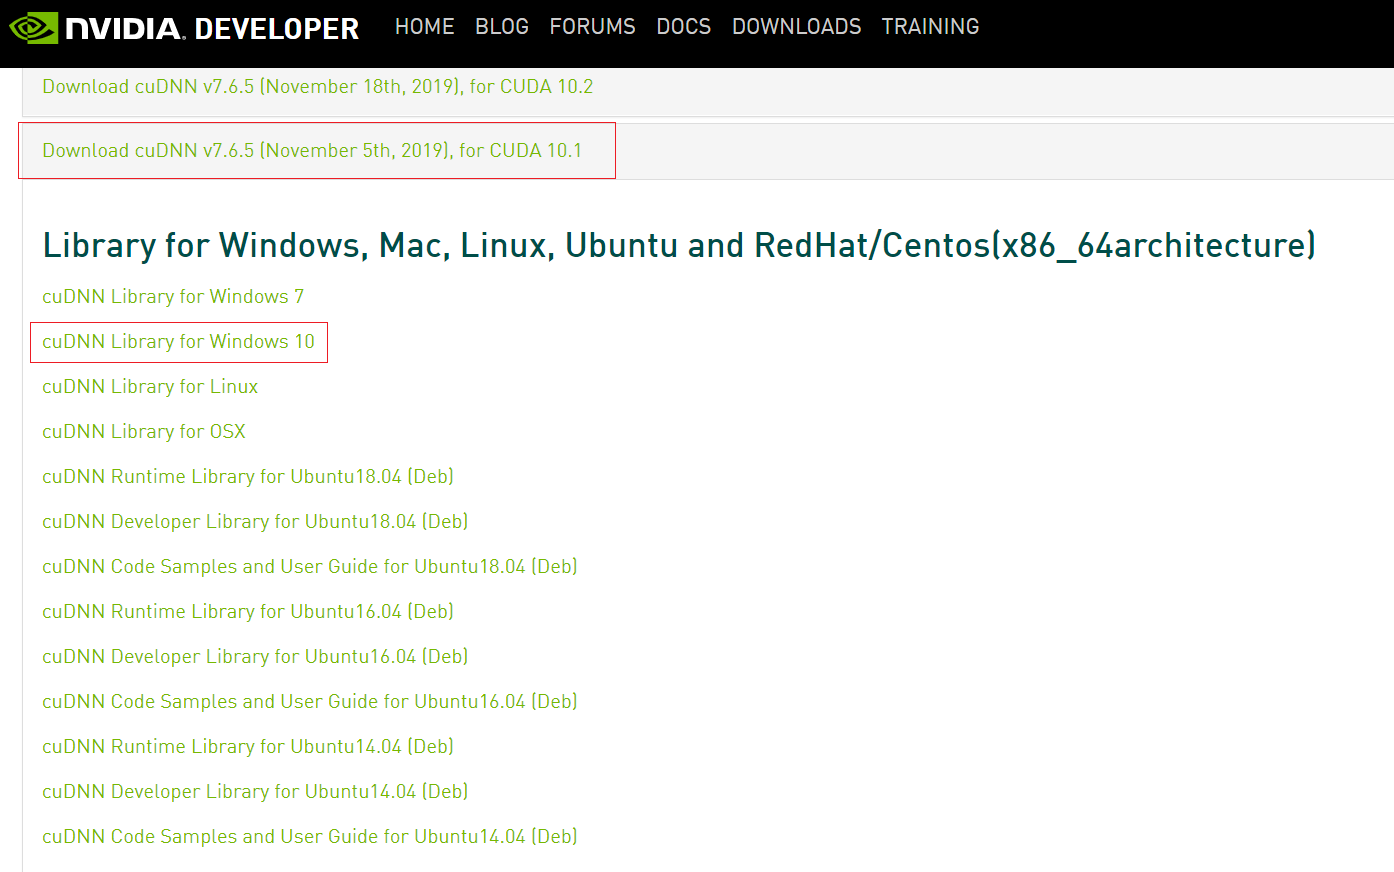 NVIDIA. DEVELOPER HOME BLOG FORUMS DOCS DOWNLOADS TRAINING
Download cuDNN v7.6.5 (November 18th, 2019), for CUDA 10.2
Download cuDNN v7.6.5 (November 5th, 2019), for CUDA 10.1
Library for Windows, Mac, Linux, Ubuntu and RedHat/Centos(x86_64architecture)
cuDNN Library for Windows 7
cuDNN Library for Windows 10
cuDNN Library for Linux
cuDNN Library for OSX
cuDNN Runtime Library for Ubuntu18.04 (Deb)
cuDNN Developer Library for Ubuntu18.04 (Deb)
cuDNN Code Samples and User Guide for Ubuntu18.04 (Deb)
cuDNN Runtime Library for Ubuntu16.04 (Deb)
cuDNN Developer Library for Ubuntu16.04 (Deb)
cuDNN Code Samples and User Guide for Ubuntu16.04 (Deb)
cuDNN Runtime Library for Ubuntu14.04 (Deb)
cuDNN Developer Library for Ubuntu14.04 (Deb)
cuDNN Code Samples and User Guide for Ubuntu14.04 (Deb)